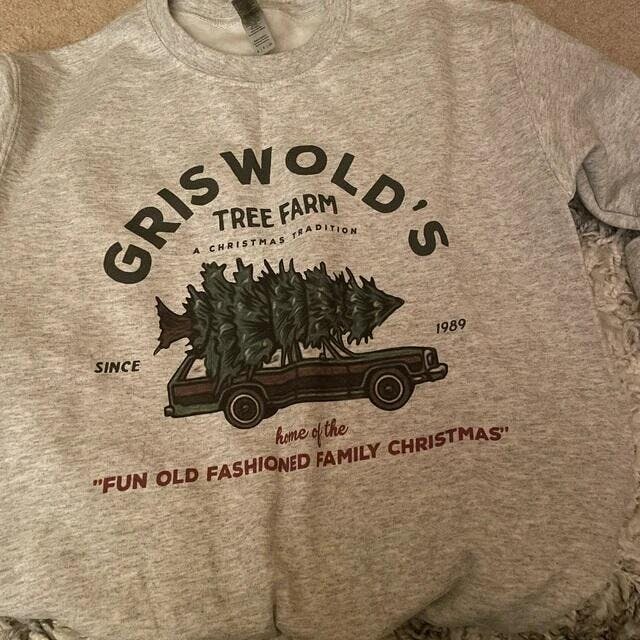 GRISWOLD'S
TREE FARM
A CHRISTMAS TRADITION
SINCE
1989
home of the
"FUN OLD FASHIONED FAMILY CHRISTMAS"